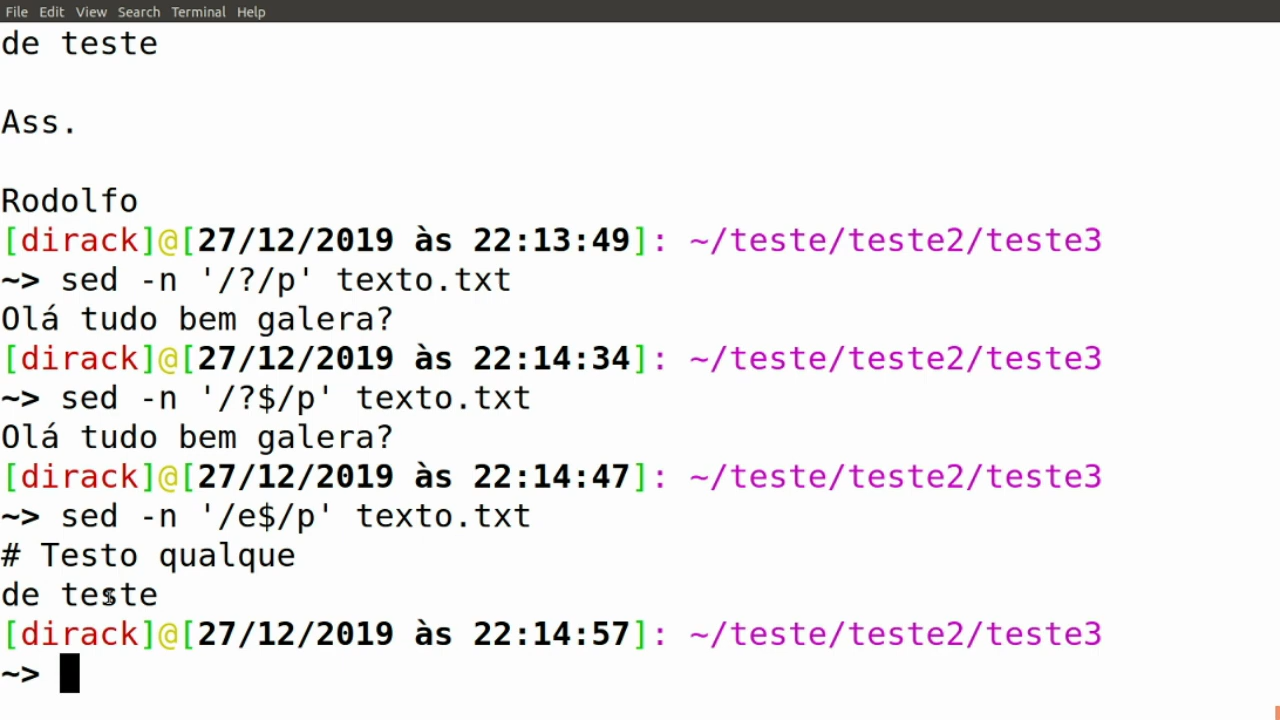 File Edit View Search Terminal Help
de teste
Ass.
Rodolfo
[dirack]@[27/12/2019 às 22:13:49]: ~/teste/teste2/teste3
~> sed -n '/?/p' texto.txt
Olá tudo bem galera?
[dirack]@[27/12/2019 às 22:14:34]: ~/teste/teste2/teste3
~> sed -n '/?$/p' texto.txt
Olá tudo bem galera?
[dirack]@[27/12/2019 às 22:14:47]: ~/teste/teste2/teste3
~> sed -n '/e$/p' texto.txt
# Testo qualque
de teste
[dirack]@[27/12/2019 às 22:14:57]: ~/teste/teste2/teste3
~>